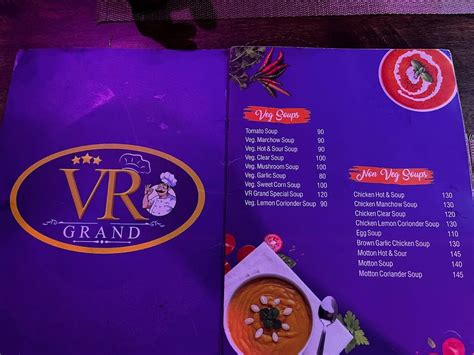 VR
GRAND
Veg Soups
Tomato Soup 90
Veg. Marchow Soup 90
Veg. Hot & Sour Soup 90
Veg. Clear Soup 100
Veg. Mushroom Soup 100
Veg. Garlic Soup 80
Veg. Sweet Corn Soup 100
VR Grand Special Soup 120
Veg. Lemon Coriender Soup 90
Non Veg Soups
Chicken Hot & Soup 130
Chicken Manchow Soup 130
Chicken Clear Soup 120
Chicken Lemon Coriender Soup 130
Egg Soup 110
Brown Garlic Chicken Soup 130
Motton Hot & Sour 145
Motton Soup 140
Motton Coriander Soup 145